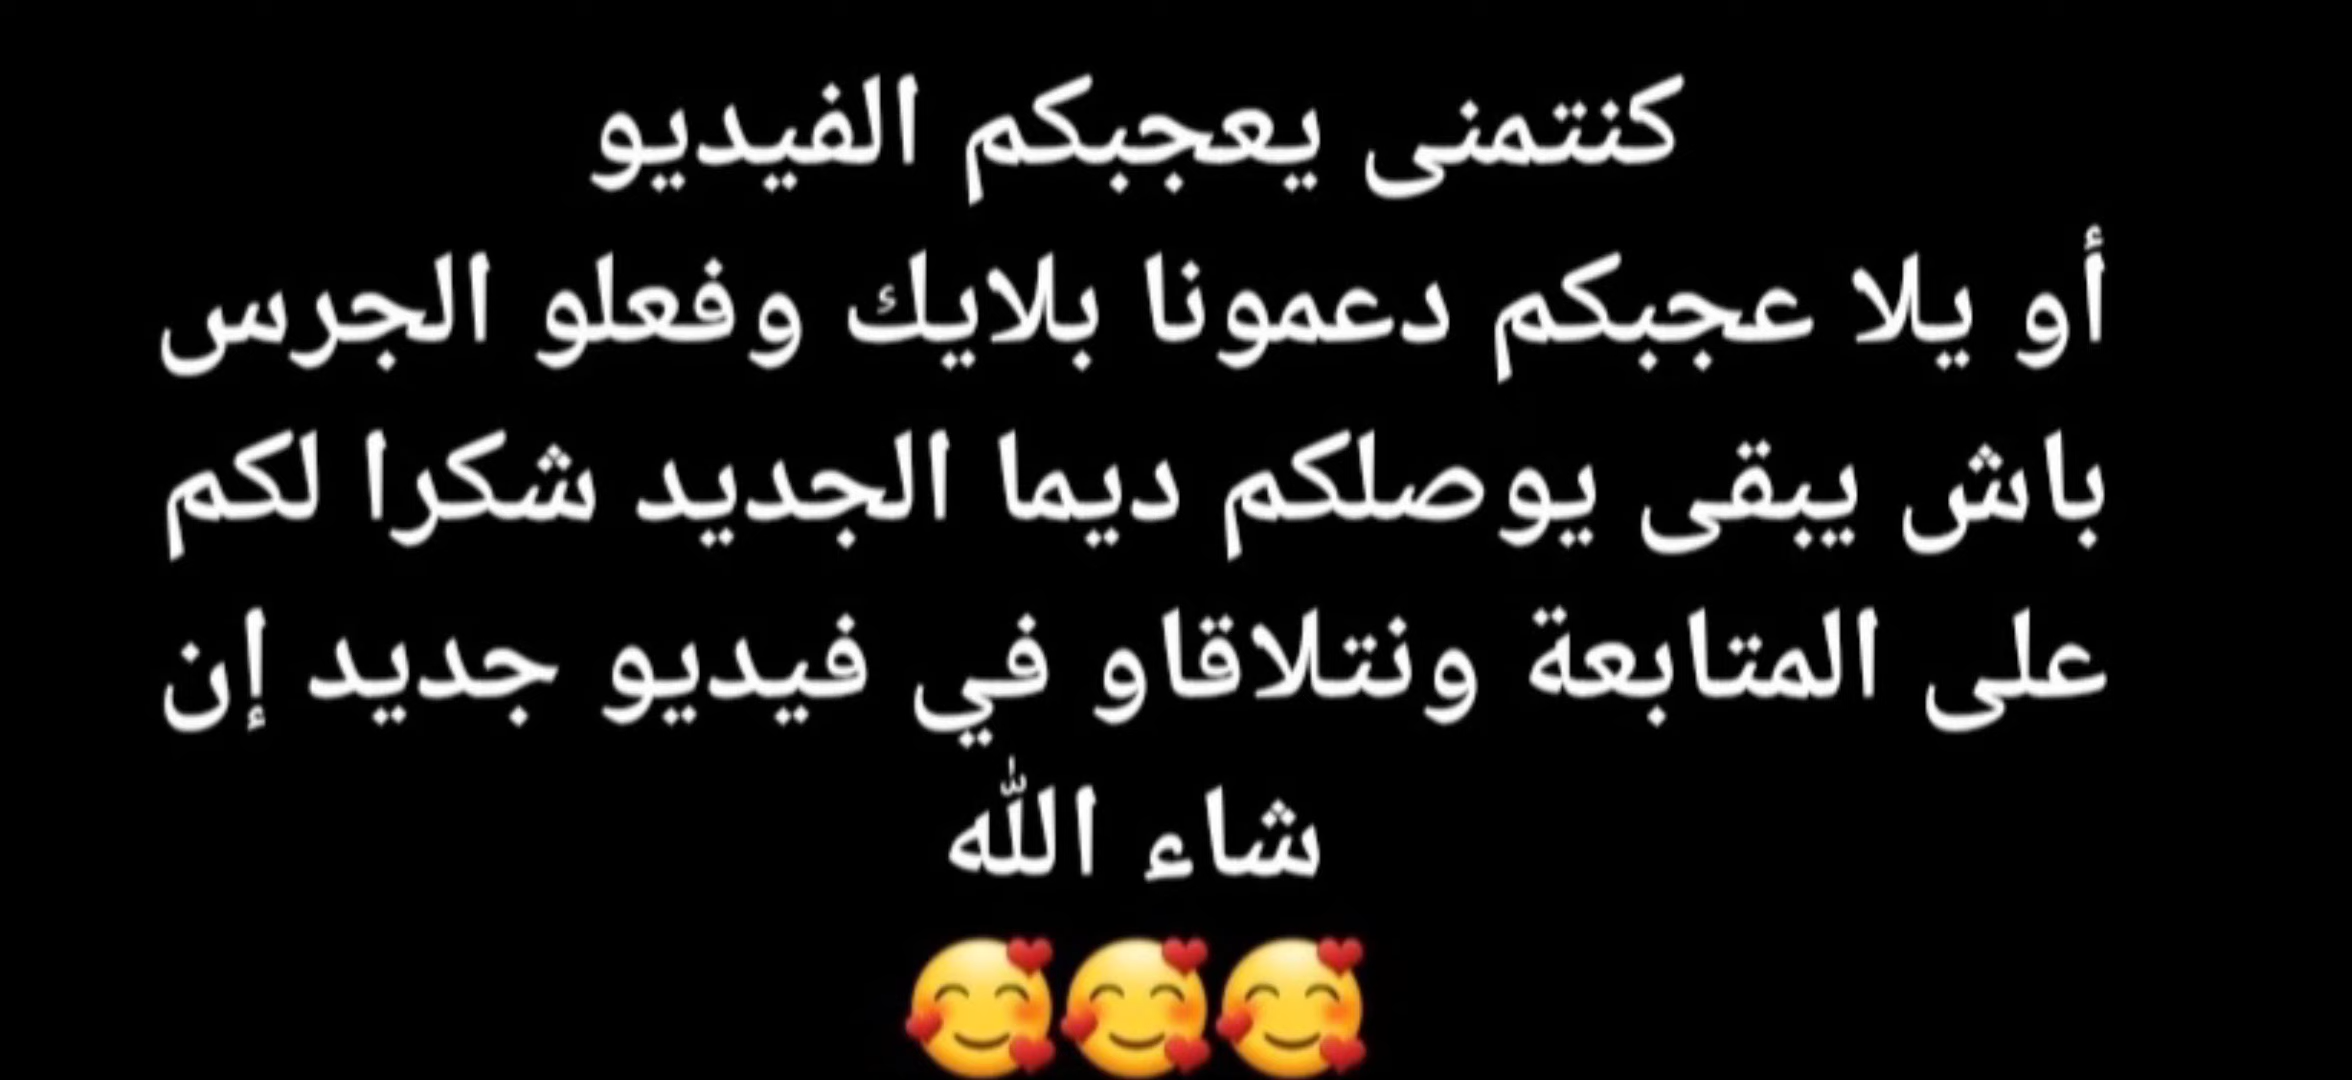 كنتمنى يعجبكم الفيديو
أو يلا عجبكم دعمونا بلايك وفعلو الجرس
باش يبقى يوصلكم ديما الجديد شكرا لكم
على المتابعة ونتلاقاو في فيديو جديد إن
شاء الله
🥰🥰🥰